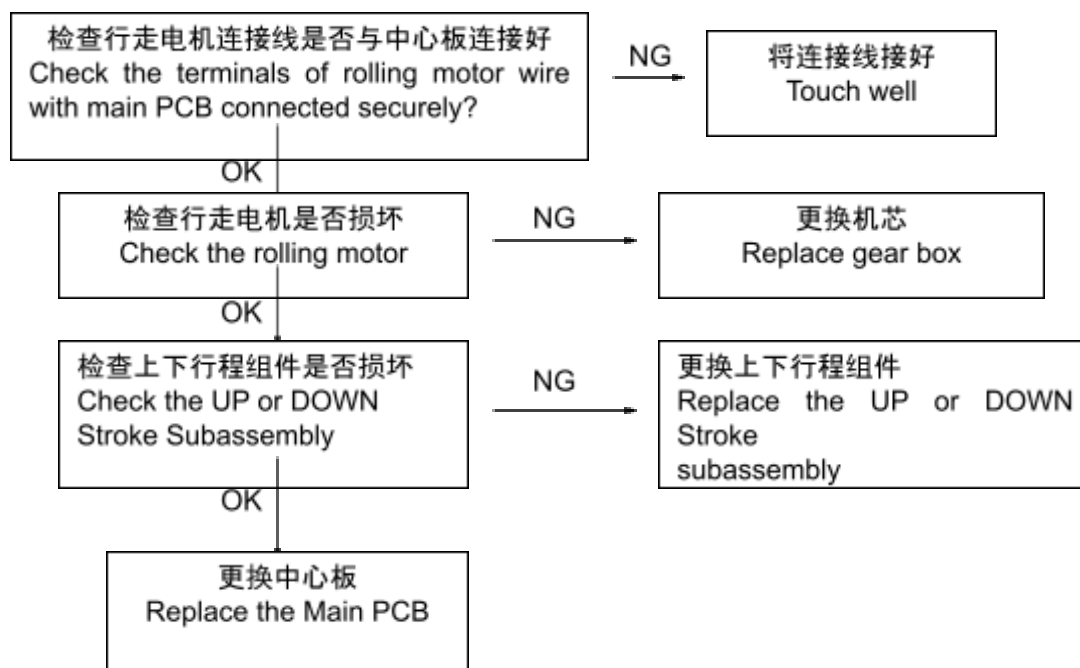 检查行走电机连接线是否与中心板连接好
Check the terminals of rolling motor wire
with main PCB connected securely?
NG
将连接线接好
Touch well
OK
检查行走电机是否损坏
Check the rolling motor
NG
更换机芯
Replace gear box
OK
检查上下行程组件是否损坏
Check the UP or DOWN
Stroke Subassembly
NG
更换上下行程组件
Replace the UP or DOWN
Stroke
subassembly
OK
更换中心板
Replace the Main PCB